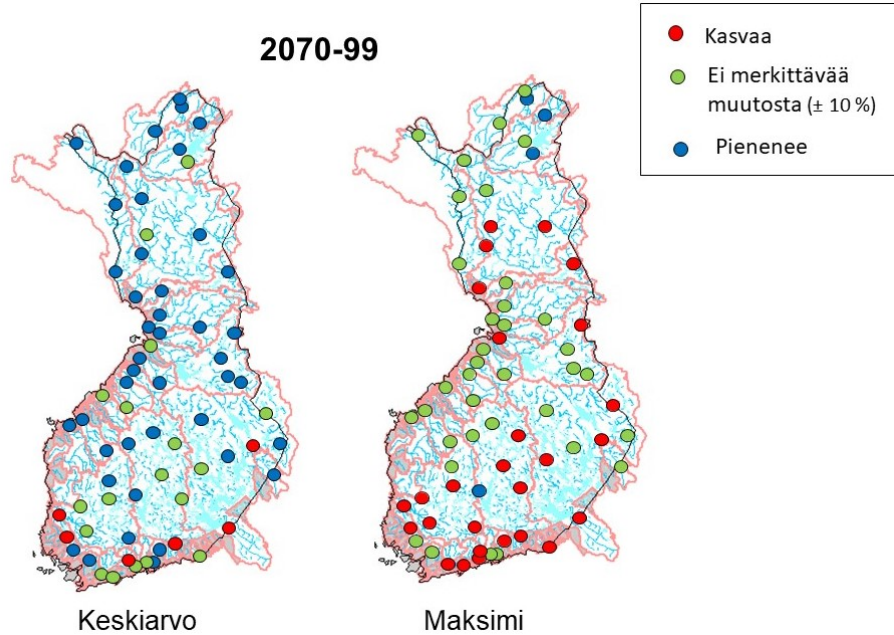 2070-99
Kasvaa
Ei merkittävää
muutosta (± 10 %)
Pienenee
Keskiarvo
Maksimi